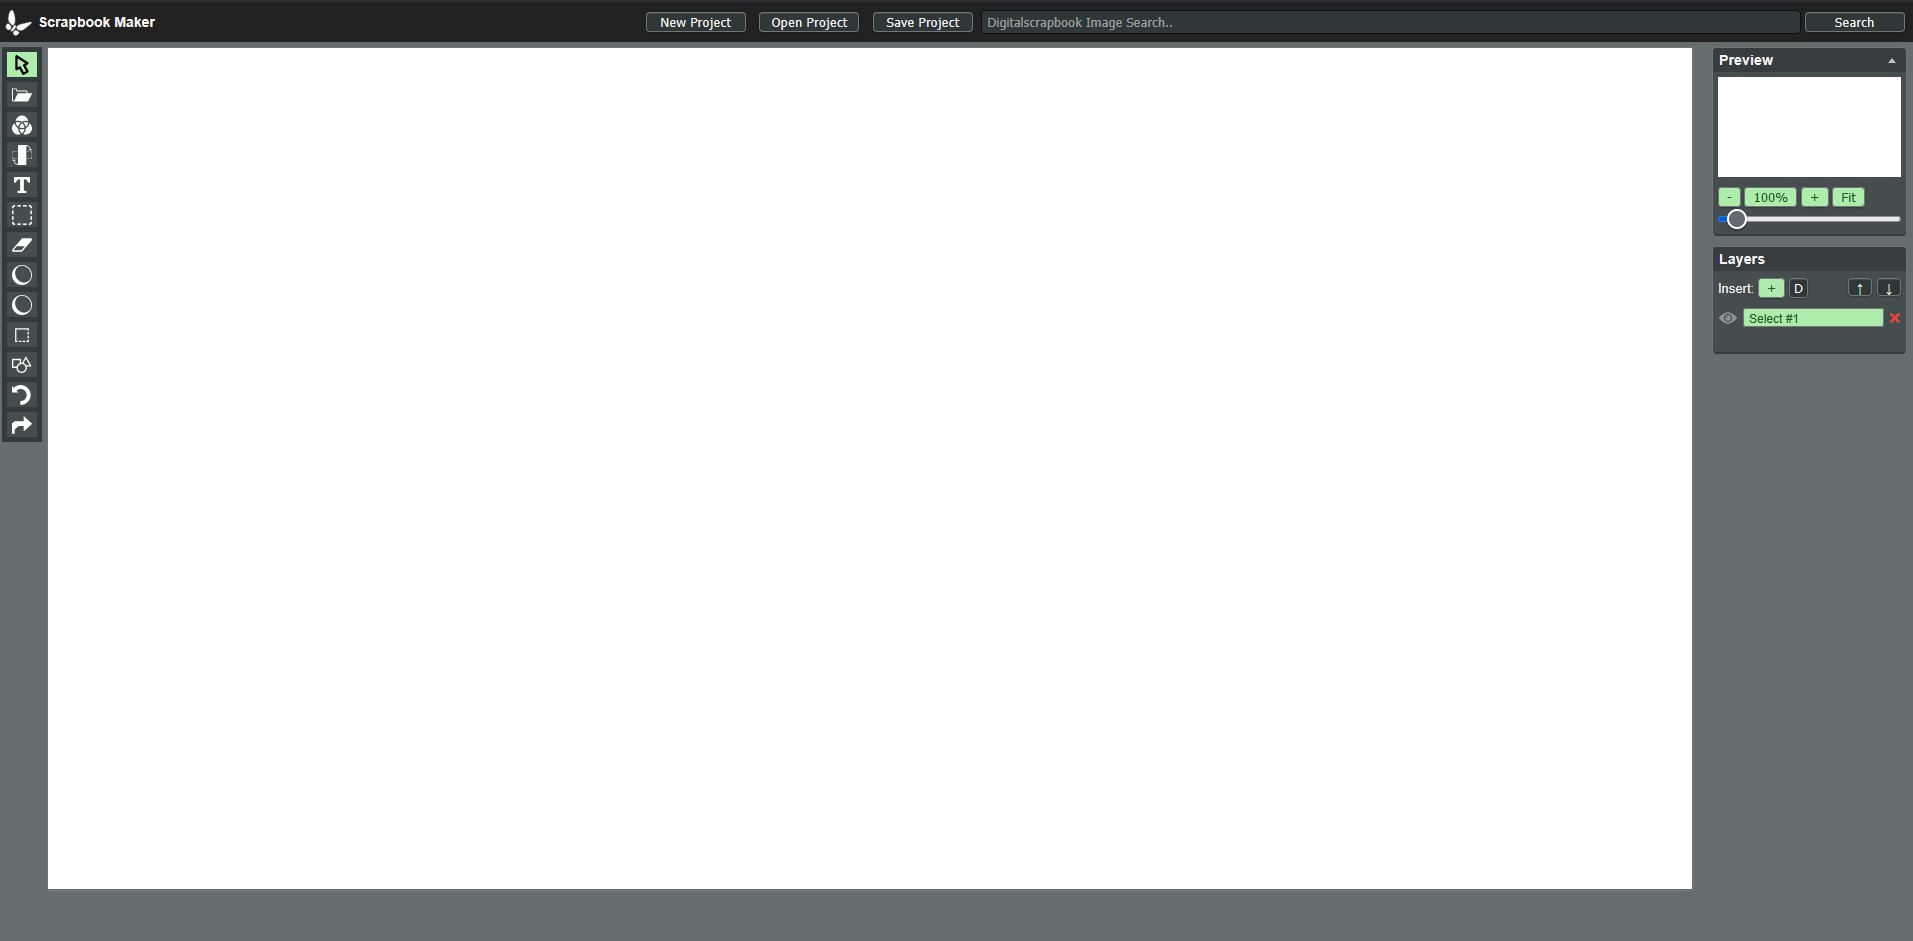 Scrapbook Maker
New Project
Open Project
Save Project
Digitalscrapbook Image Search..
Search
T
Preview
-
100%
+
Fit
Layers
Insert:
+
D
↑
↓
Select #1